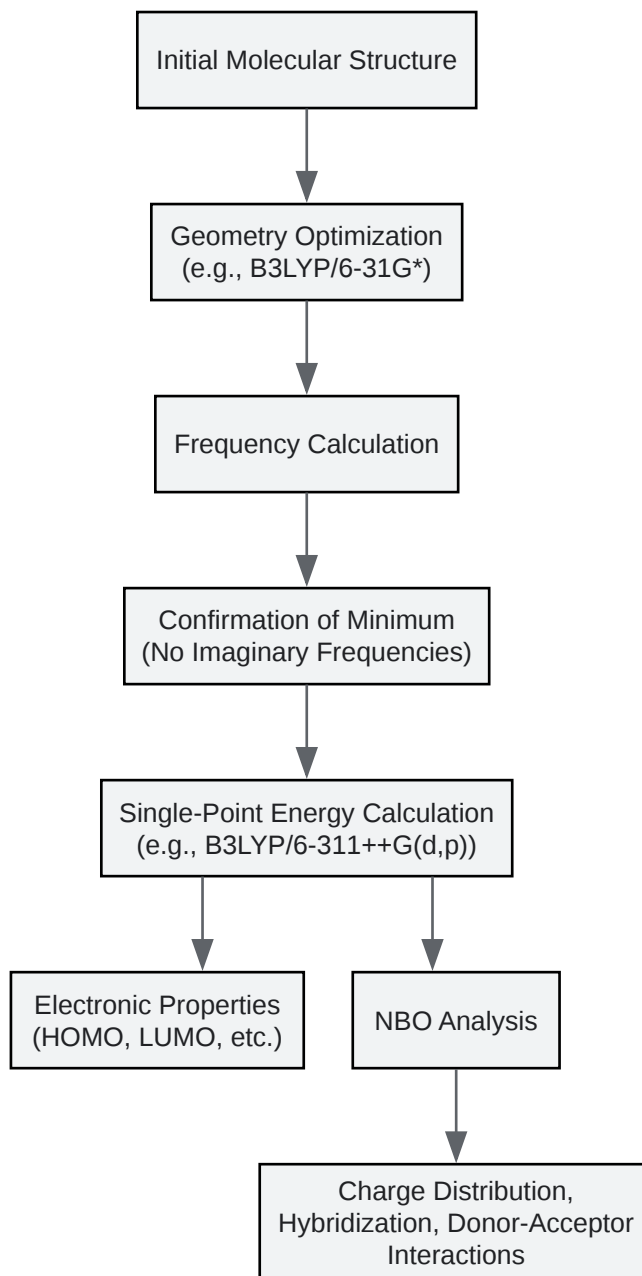 Initial Molecular Structure
Geometry Optimization
(e.g., B3LYP/6-31G*)
Frequency Calculation
Confirmation of Minimum
(No Imaginary Frequencies)
Single-Point Energy Calculation
(e.g., B3LYP/6-311++G(d,p))
Electronic Properties
(HOMO, LUMO, etc.)
NBO Analysis
Charge Distribution,
Hybridization, Donor-Acceptor
Interactions